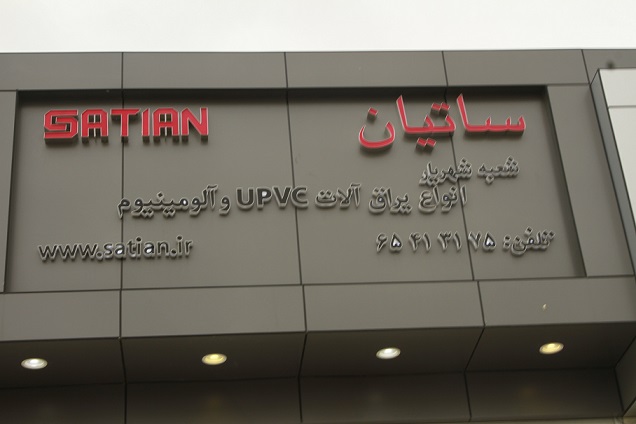 SATIAN ساتیان
شعبه شهریار
انواع یراق آلات UPVC و آلومینیوم
تلفن: ۷۵ ۳۱ ۴۱ ۶۵
www.satian.ir